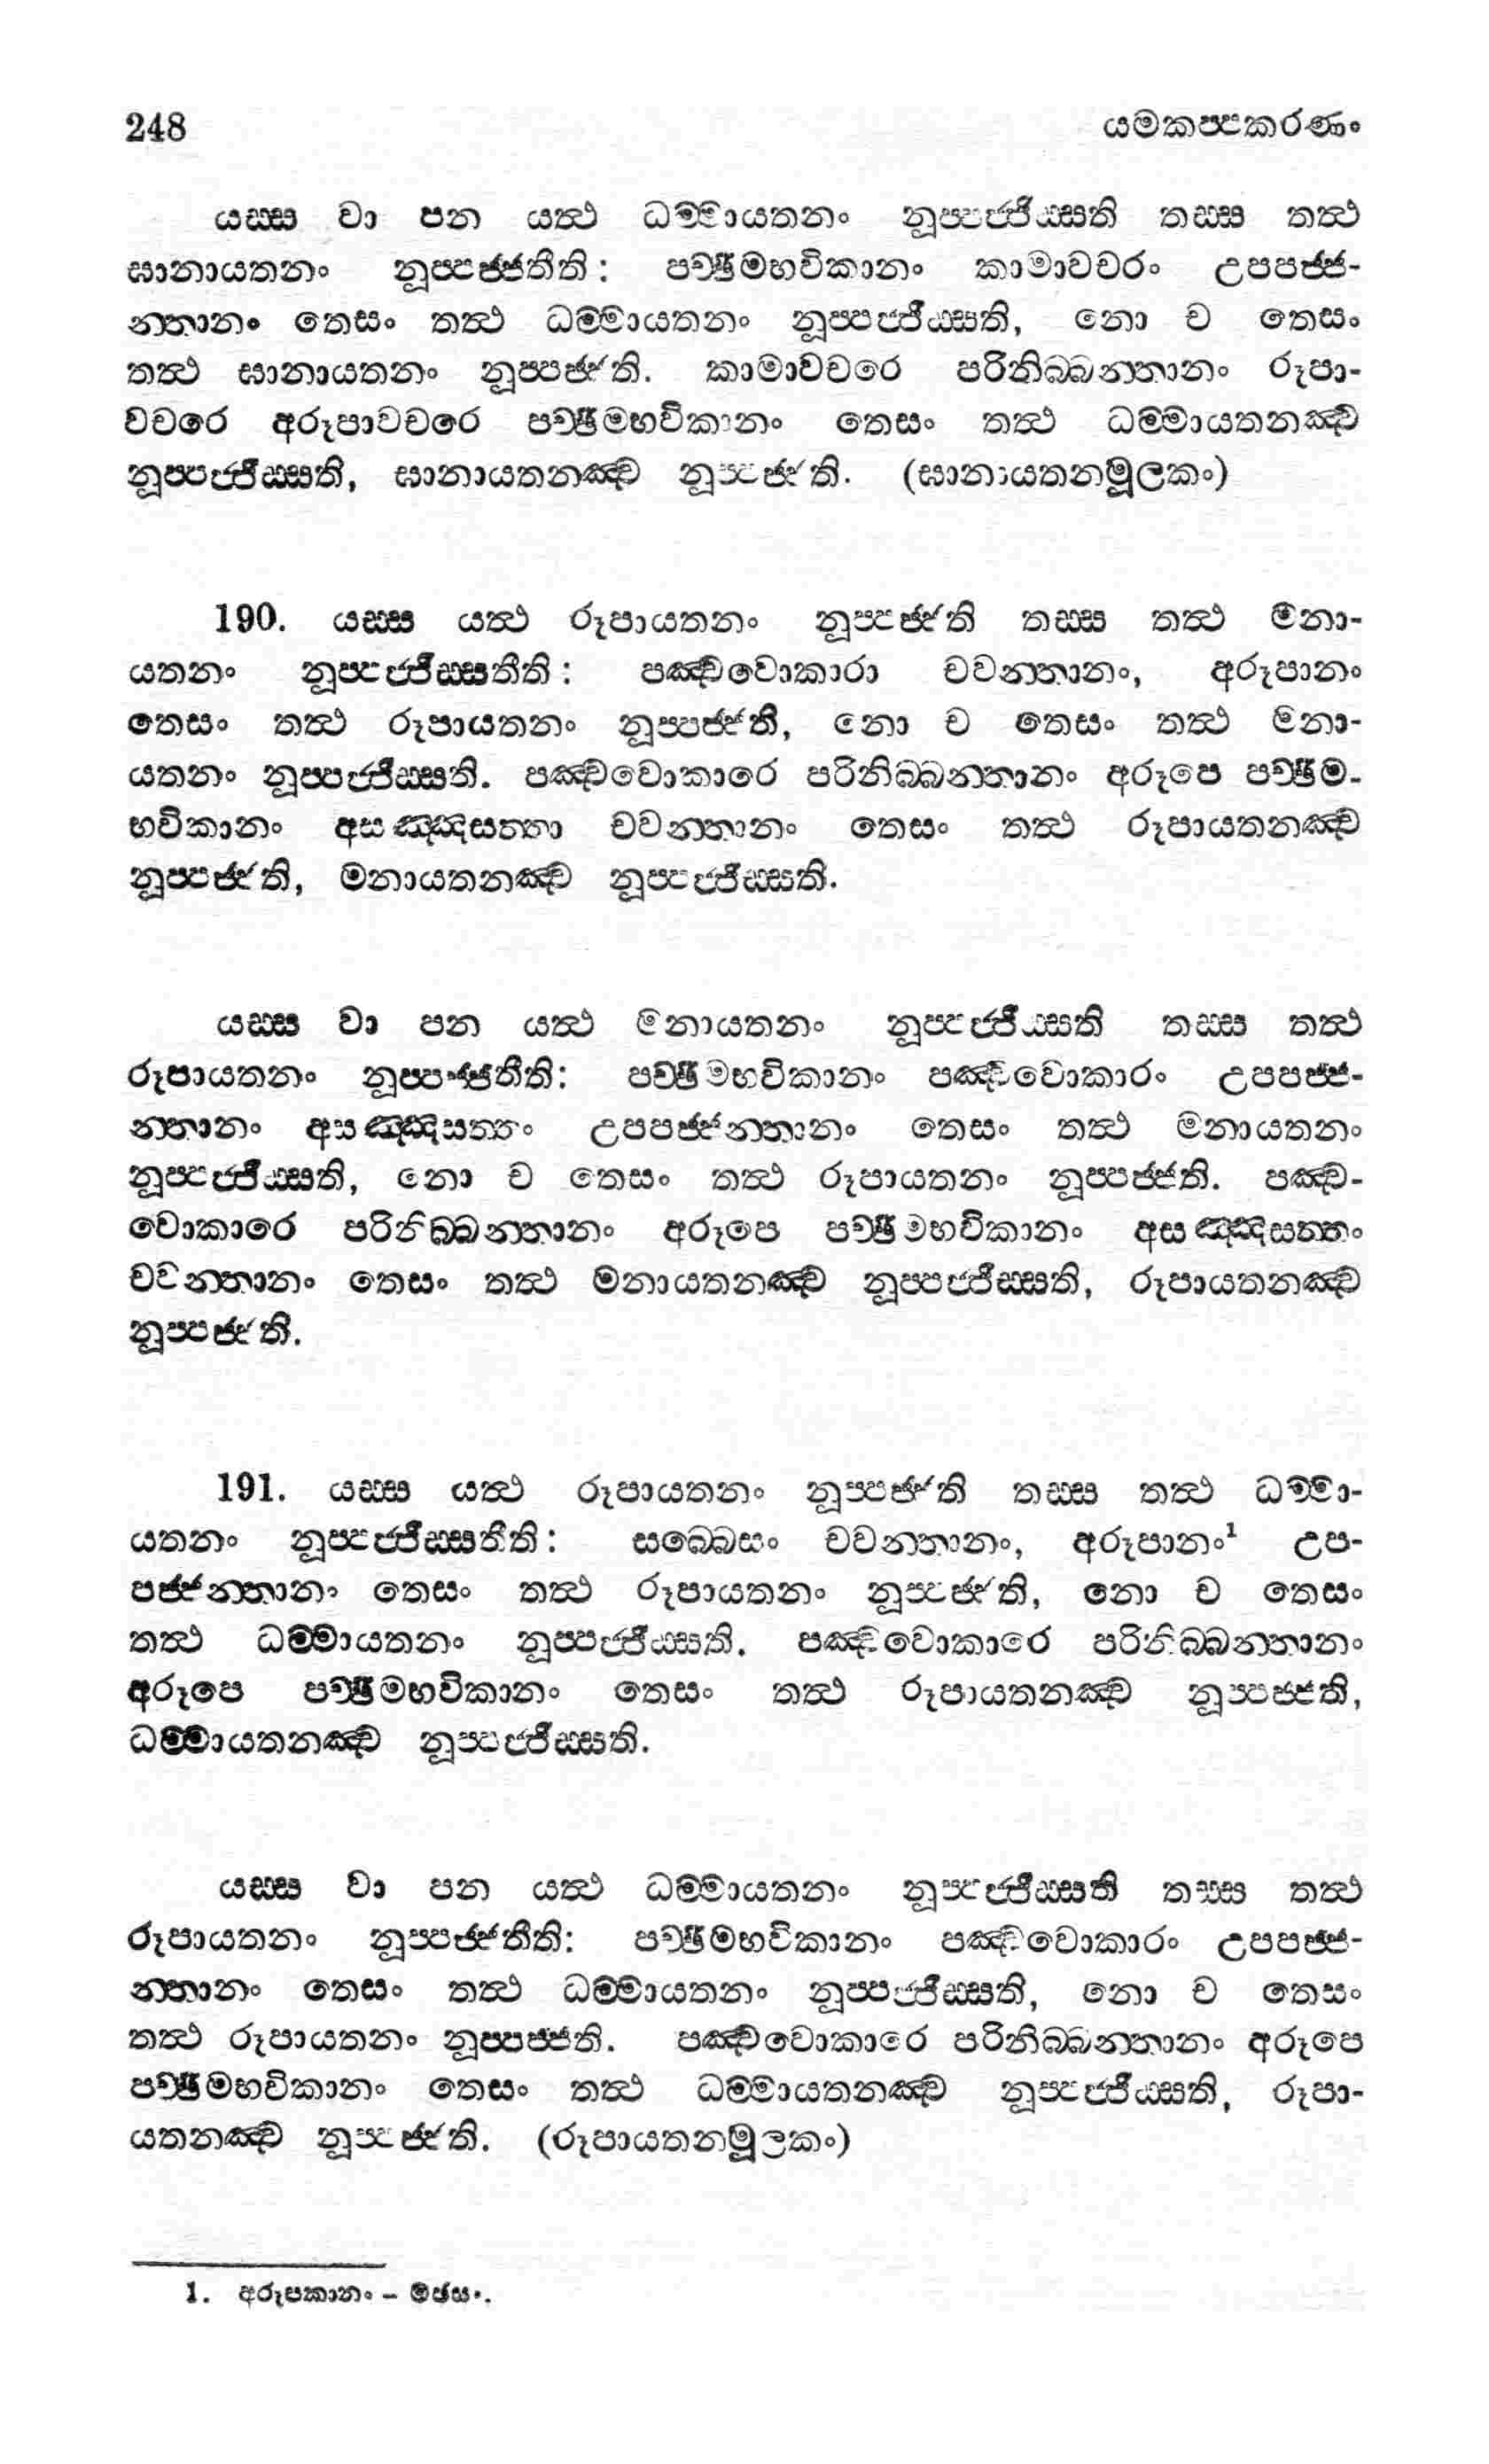 248 යමකප්පකරණං
යස්ස වා පන යත්ථ ධම්මායතනං නූප්පජ්ජිස්සති තස්ස තත්ථ
ඝානායතනං නූප්පජ්ජතීති: පච්ඡිමභවිකානං කාමාවචරං උපපජ්ජ-
න්තානං තෙසං තත්ථ ධම්මායතනං නූප්පජ්ජිස්සති, නො ච තෙසං
තත්ථ ඝානායතනං නූප්පජ්ජති. කාමාවචරෙ පරිනිබ්බන්තානං රූපා-
වචරෙ අරූපාවචරෙ පච්ඡිමභවිකානං තෙසං තත්ථ ධම්මායතනඤ්ච
නූප්පජ්ජිස්සති, ඝානායතනඤ්ච නූප්පජ්ජති. (ඝානායතනමූලකං)
190. යස්ස යත්ථ රූපායතනං නූප්පජ්ජති තස්ස තත්ථ මනා-
යතනං නූප්පජ්ජිස්සතීති: පඤ්චවොකාරා චවන්තානං, අරූපානං
තෙසං තත්ථ රූපායතනං නූප්පජ්ජති, නො ච තෙසං තත්ථ මනා-
යතනං නූප්පජ්ජිස්සති. පඤ්චවොකාරෙ පරිනිබ්බන්තානං අරූපෙ පච්ඡිම-
භවිකානං අසඤ්ඤසත්තා චවන්තානං තෙසං තත්ථ රූපායතනඤ්ච
නූප්පජ්ජති, මනායතනඤ්ච නූප්පජ්ජිස්සති.
යස්ස වා පන යත්ථ මනායතනං නූප්පජ්ජිස්සති තස්ස තත්ථ
රූපායතනං නූප්පජ්ජතීති: පච්ඡිමභවිකානං පඤ්චවොකාරං උපපජ්ජ-
න්තානං අසඤ්ඤසත්තං උපපජ්ජන්තානං තෙසං තත්ථ මනායතනං
නූප්පජ්ජිස්සති, නො ච තෙසං තත්ථ රූපායතනං නූප්පජ්ජති. පඤ්ච-
වොකාරෙ පරිනිබ්බන්තානං අරූපෙ පච්ඡිමභවිකානං අසඤ්ඤසත්තං
චවන්තානං තෙසං තත්ථ මනායතනඤ්ච නූප්පජ්ජිස්සති, රූපායතනඤ්ච
නූප්පජ්ජති.
191. යස්ස යත්ථ රූපායතනං නූප්පජ්ජති තස්ස තත්ථ ධම්මා-
යතනං නූප්පජ්ජිස්සතීති: සබ්බෙසං චවන්තානං, අරූපානං¹ උප-
පජ්ජන්තානං තෙසං තත්ථ රූපායතනං නූප්පජ්ජති, නො ච තෙසං
තත්ථ ධම්මායතනං නූප්පජ්ජිස්සති. පඤ්චවොකාරෙ පරිනිබ්බන්තානං
අරූපෙ පච්ඡිමභවිකානං තෙසං තත්ථ රූපායතනඤ්ච නූප්පජ්ජති,
ධම්මායතනඤ්ච නූප්පජ්ජිස්සති.
යස්ස වා පන යත්ථ ධම්මායතනං නූප්පජ්ජිස්සති තස්ස තත්ථ
රූපායතනං නූප්පජ්ජතීති: පච්ඡිමභවිකානං පඤ්චවොකාරං උපපජ්ජ-
න්තානං තෙසං තත්ථ ධම්මායතනං නූප්පජ්ජිස්සති, නො ච තෙසං
තත්ථ රූපායතනං නූප්පජ්ජති. පඤ්චවොකාරෙ පරිනිබ්බන්තානං අරූපෙ
පච්ඡිමභවිකානං තෙසං තත්ථ ධම්මායතනඤ්ච නූප්පජ්ජිස්සති, රූපා-
යතනඤ්ච නූප්පජ්ජති. (රූපායතනමූලකං)
1. අරූපකානං - මජසං.